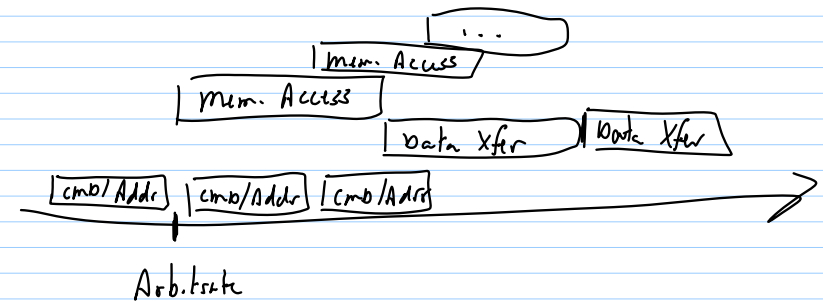 ...
Mem. Access
Mem. Access
Data Xfer Data Xfer
Cmd/Addr Cmd/Addr Cmd/Addr
Arbitrate